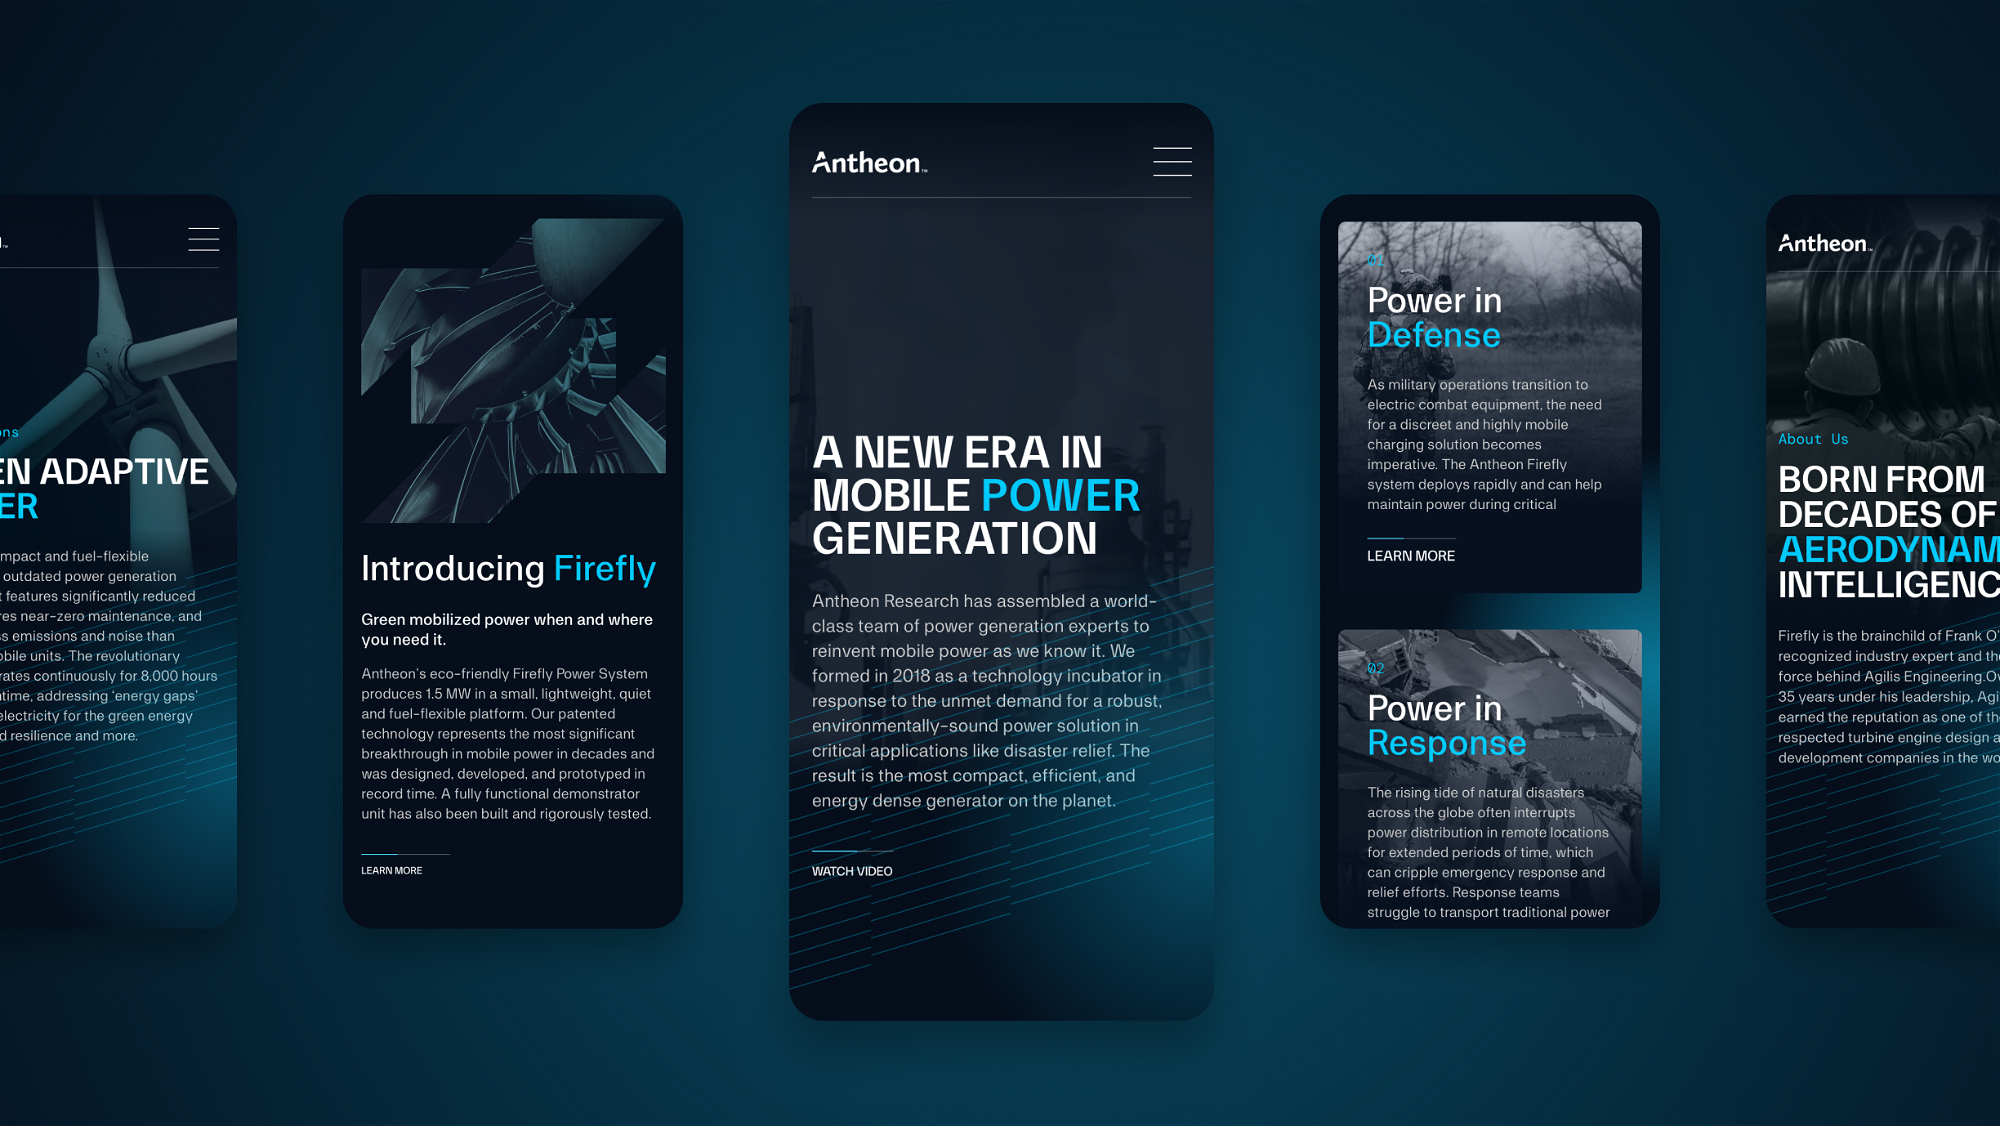 ons
EN ADAPTIVE
ER
mpact and fuel-flexible
outdated power generation
t features significantly reduced
res near-zero maintenance, and
s emissions and noise than
obile units. The revolutionary
rates continuously for 8,000 hours
ntime, addressing ‘energy gaps’
electricity for the green energy
d resilience and more.
Introducing Firefly
Green mobilized power when and where
you need it.
Antheon’s eco-friendly Firefly Power System
produces 1.5 MW in a small, lightweight, quiet
and fuel-flexible platform. Our patented
technology represents the most significant
breakthrough in mobile power in decades and
was designed, developed, and prototyped in
record time. A fully functional demonstrator
unit has also been built and rigorously tested.
LEARN MORE
Antheon™
A NEW ERA IN
MOBILE POWER
GENERATION
Antheon Research has assembled a world-
class team of power generation experts to
reinvent mobile power as we know it. We
formed in 2018 as a technology incubator in
response to the unmet demand for a robust,
environmentally-sound power solution in
critical applications like disaster relief. The
result is the most compact, efficient, and
energy dense generator on the planet.
WATCH VIDEO
01
Power in
Defense
As military operations transition to
electric combat equipment, the need
for a discreet and highly mobile
charging solution becomes
imperative. The Antheon Firefly
system deploys rapidly and can help
maintain power during critical
LEARN MORE
02
Power in
Response
The rising tide of natural disasters
across the globe often interrupts
power distribution in remote locations
for extended periods of time, which
can cripple emergency response and
relief efforts. Response teams
struggle to transport traditional power
Antheon™
About Us
BORN FROM
DECADES OF
AERODYNAM
INTELLIGENC
Firefly is the brainchild of Frank O’
recognized industry expert and the
force behind Agilis Engineering.Ov
35 years under his leadership, Agi
earned the reputation as one of the
respected turbine engine design a
development companies in the wo